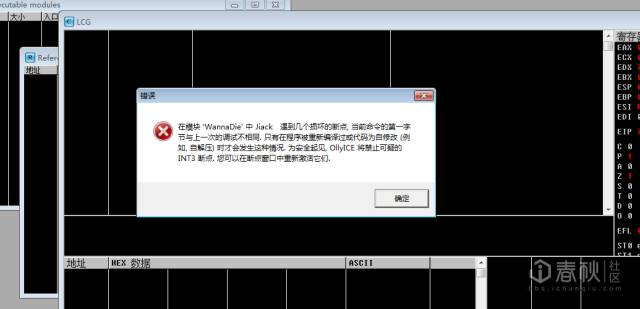 ecutable modules
大小
入口
LCG
Refere
地址
错误
在模块 'WannaDie' 中 Jiack 遇到几个损坏的断点, 当前命令的第一字
节与上一次的调试不相同. 只有在程序被重新编译过或代码为自修改 (例
如, 自解压) 时才会发生这种情况. 为安全起见, OllyICE 将禁止可疑的
INT3 断点. 您可以在断点窗口中重新激活它们.
确定
寄存器
EAX
ECX
EDX
EBX
ESP
EBP
ESI
EDI
EIP
C 0
P 1
A 0
Z 1
S 0
T 0
D 0
O 0
EFL
ST0
ST1
地址
HEX 数据
ASCII
i春秋 社区
bbs.ichunqiu.com